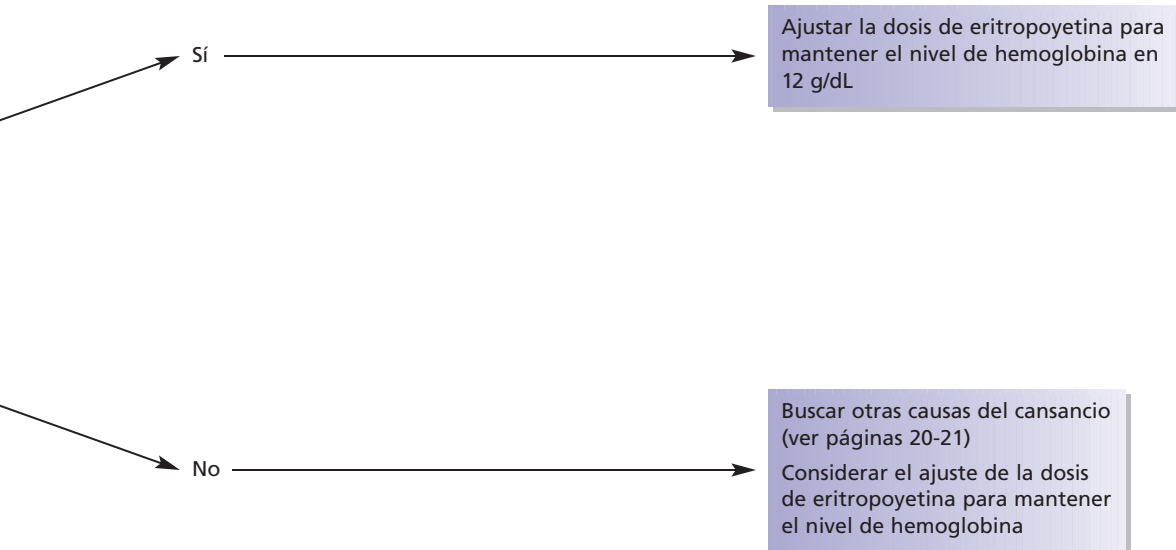 Sí
Ajustar la dosis de eritropoyetina para
mantener el nivel de hemoglobina en
12 g/dL
No
Buscar otras causas del cansancio
(ver páginas 20-21)
Considerar el ajuste de la dosis
de eritropoyetina para mantener
el nivel de hemoglobina